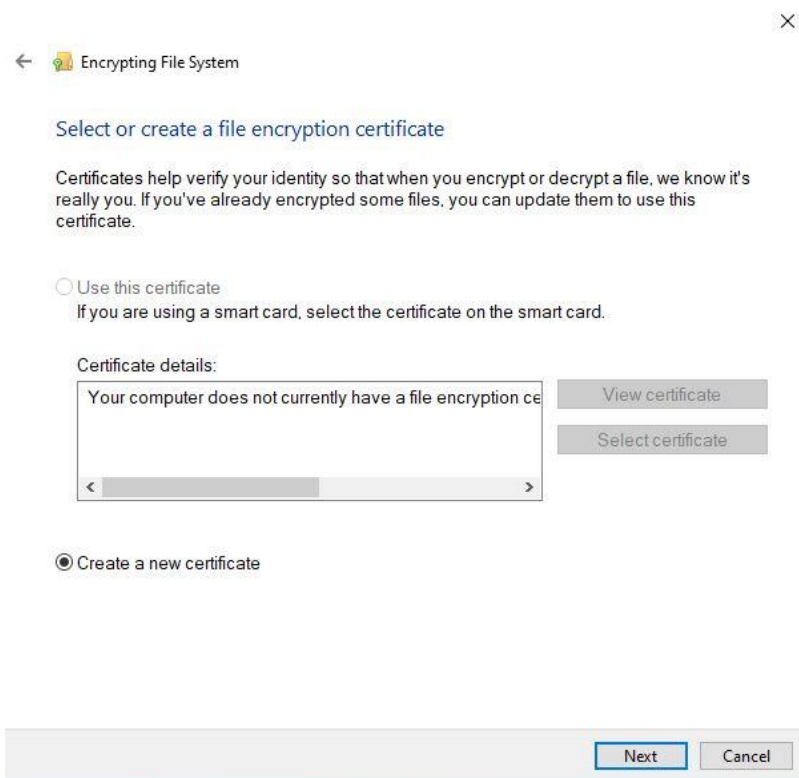 Encrypting File System
Select or create a file encryption certificate
Certificates help verify your identity so that when you encrypt or decrypt a file, we know it's
really you. If you've already encrypted some files, you can update them to use this
certificate.
Use this certificate
If you are using a smart card, select the certificate on the smart card.
Certificate details:
Your computer does not currently have a file encryption ce
View certificate
Select certificate
Create a new certificate
Next
Cancel